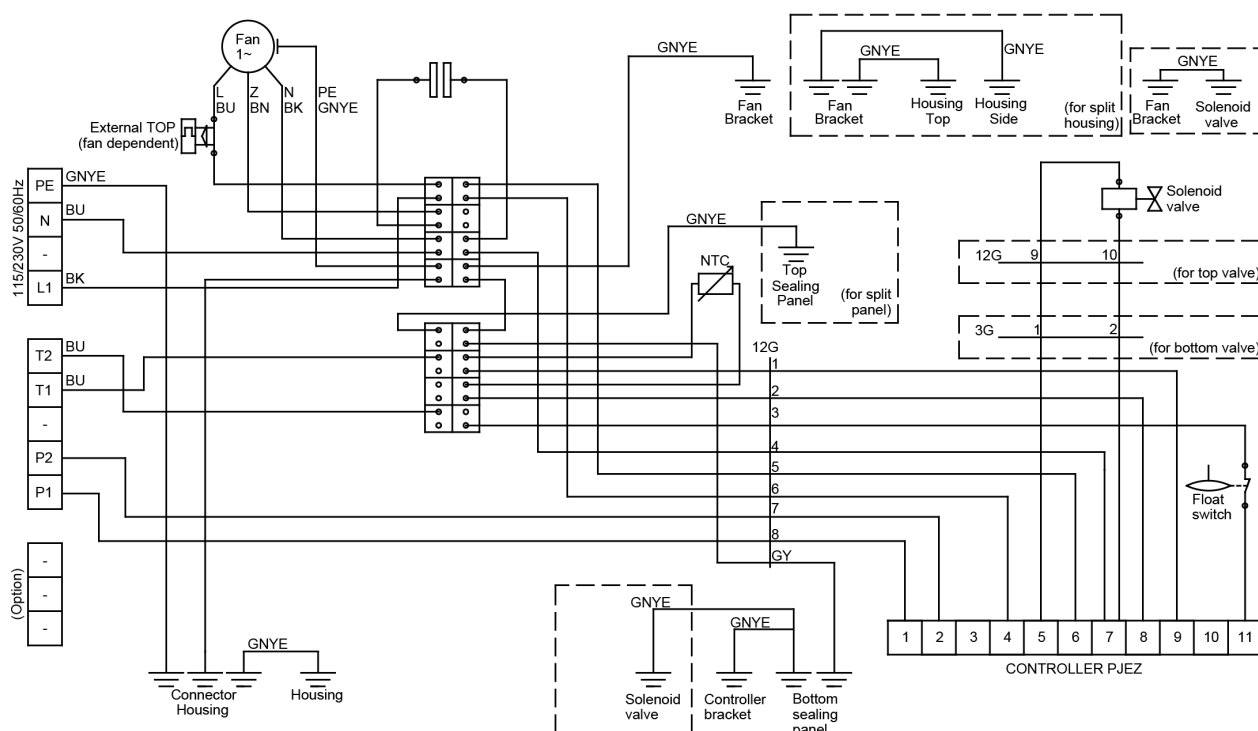 Fan
1~
L
BU
Z
BN
N
BK
PE
GNYE
External TOP
(fan dependent)
115/230V 50/60Hz
PE
GNYE
N
BU
-
L1
BK
T2
BU
T1
BU
-
P2
P1
(Option)
-
-
-
GNYE
Fan
Bracket
GNYE
GNYE
Fan
Bracket
Housing
Top
Housing
Side
(for split
housing)
GNYE
Fan
Bracket
Solenoid
valve
Solenoid
valve
12G
9
10
(for top valve)
3G
1
2
(for bottom valve)
GNYE
Top
Sealing
Panel
(for split
panel)
NTC
12G
1
2
3
4
5
6
7
8
GY
Float
switch
GNYE
Connector
Housing
Housing
GNYE
GNYE
Solenoid
valve
Controller
bracket
Bottom
sealing
panel
1
2
3
4
5
6
7
8
9
10
11
CONTROLLER PJEZ